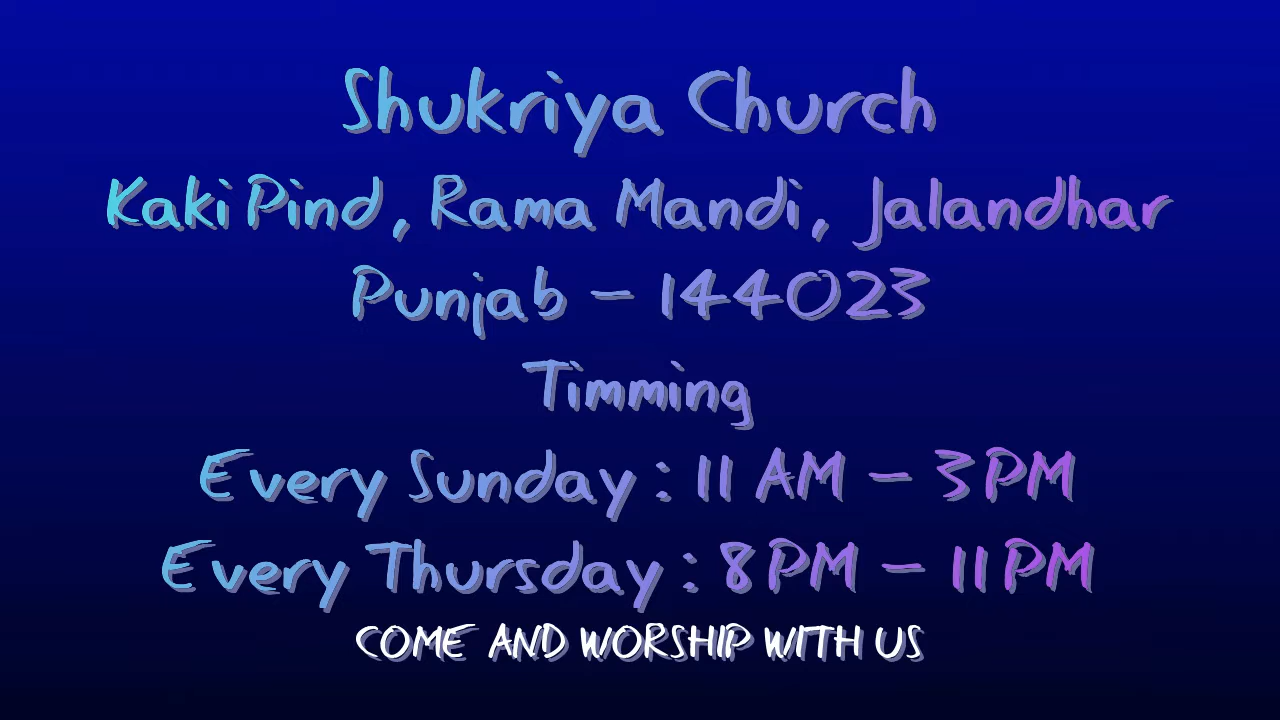 Shukriya Church
Kaki Pind, Rama Mandi, Jalandhar
Punjab - 144023
Timming
Every Sunday : 11 AM - 3PM
Every Thursday : 8PM - 11PM
COME AND WORSHIP WITH US